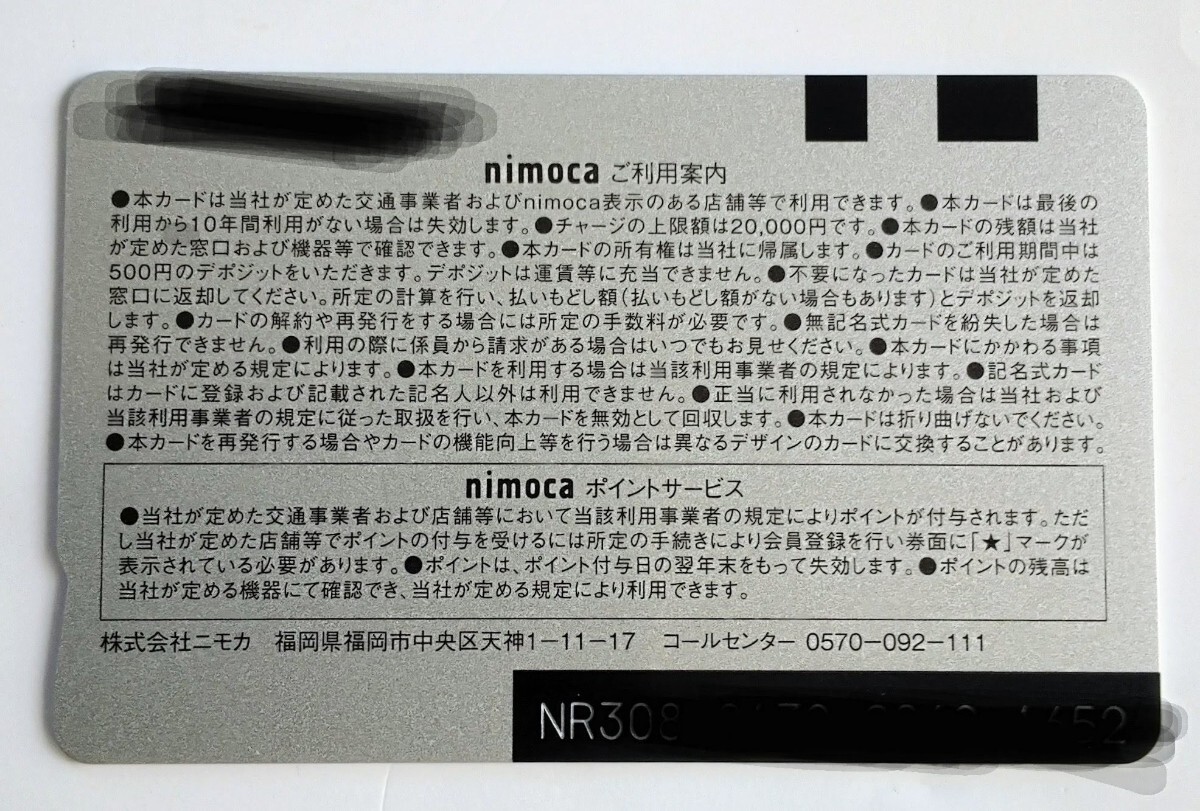 nimoca ご利用案内
●本カードは当社が定めた交通事業者およびnimoca表示のある店舗等で利用できます。●本カードは最後の
利用から10年間利用がない場合は失効します。●チャージの上限額は20,000円です。●本カードの残額は当社
が定めた窓口および機器等で確認できます。●本カードの所有権は当社に帰属します。●カードのご利用期間中は
500円のデポジットをいただきます。デポジットは運賃等に充当できません。●不要になったカードは当社が定めた
窓口に返却してください。所定の計算を行い、払いもどし額(払いもどし額がない場合もあります)とデポジットを返却
します。●カードの解約や再発行をする場合には所定の手数料が必要です。●無記名式カードを紛失した場合は
再発行できません。●利用の際に係員から請求がある場合はいつでもお見せください。●本カードにかかわる事項
は当社が定める規定によります。●本カードを利用する場合は当該利用事業者の規定によります。●記名式カード
はカードに登録および記載された記名人以外は利用できません。●正当に利用されなかった場合は当社および
当該利用事業者の規定に従った取扱を行い、本カードを無効として回収します。●本カードは折り曲げないでください。
●本カードを再発行する場合やカードの機能向上等を行う場合は異なるデザインのカードに交換することがあります。
nimoca ポイントサービス
●当社が定めた交通事業者および店舗等において当該利用事業者の規定によりポイントが付与されます。ただ
し当社が定めた店舗等でポイントの付与を受けるには所定の手続きにより会員登録を行い券面に「★」マークが
表示されている必要があります。●ポイントは、ポイント付与日の翌年末をもって失効します。●ポイントの残高は
当社が定める機器にて確認でき、当社が定める規定により利用できます。
株式会社ニモカ 福岡県福岡市中央区天神1-11-17 コールセンター 0570-092-111
NR308